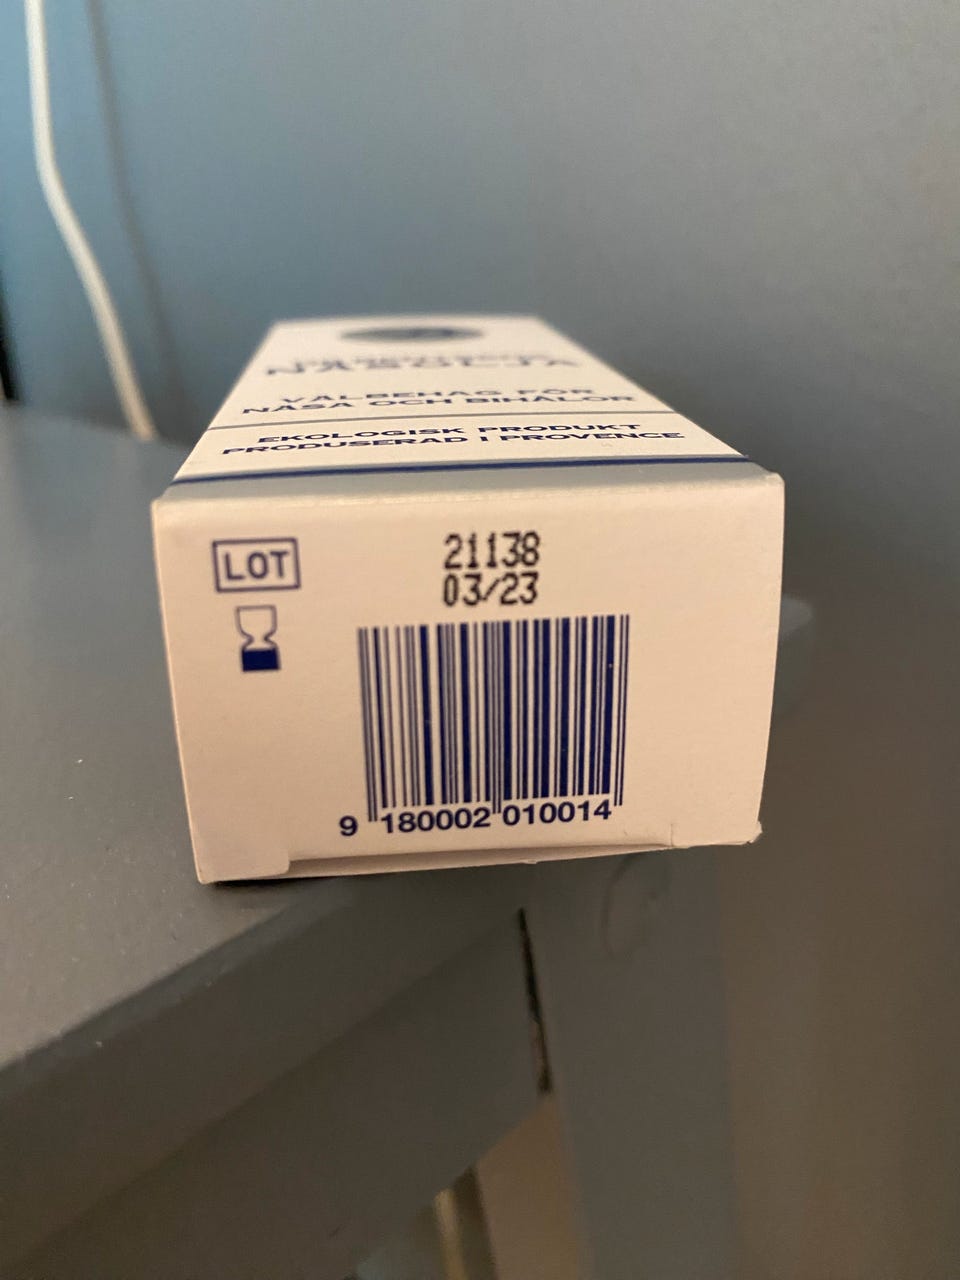 NÄSOLJA
VÄLBEHAG FÖR
NÄSA OCH BIHÅLOR
EKOLOGISK PRODUKT
PRODUSERAD I PROVENCE
LOT
21138
03/23
9 180002 010014